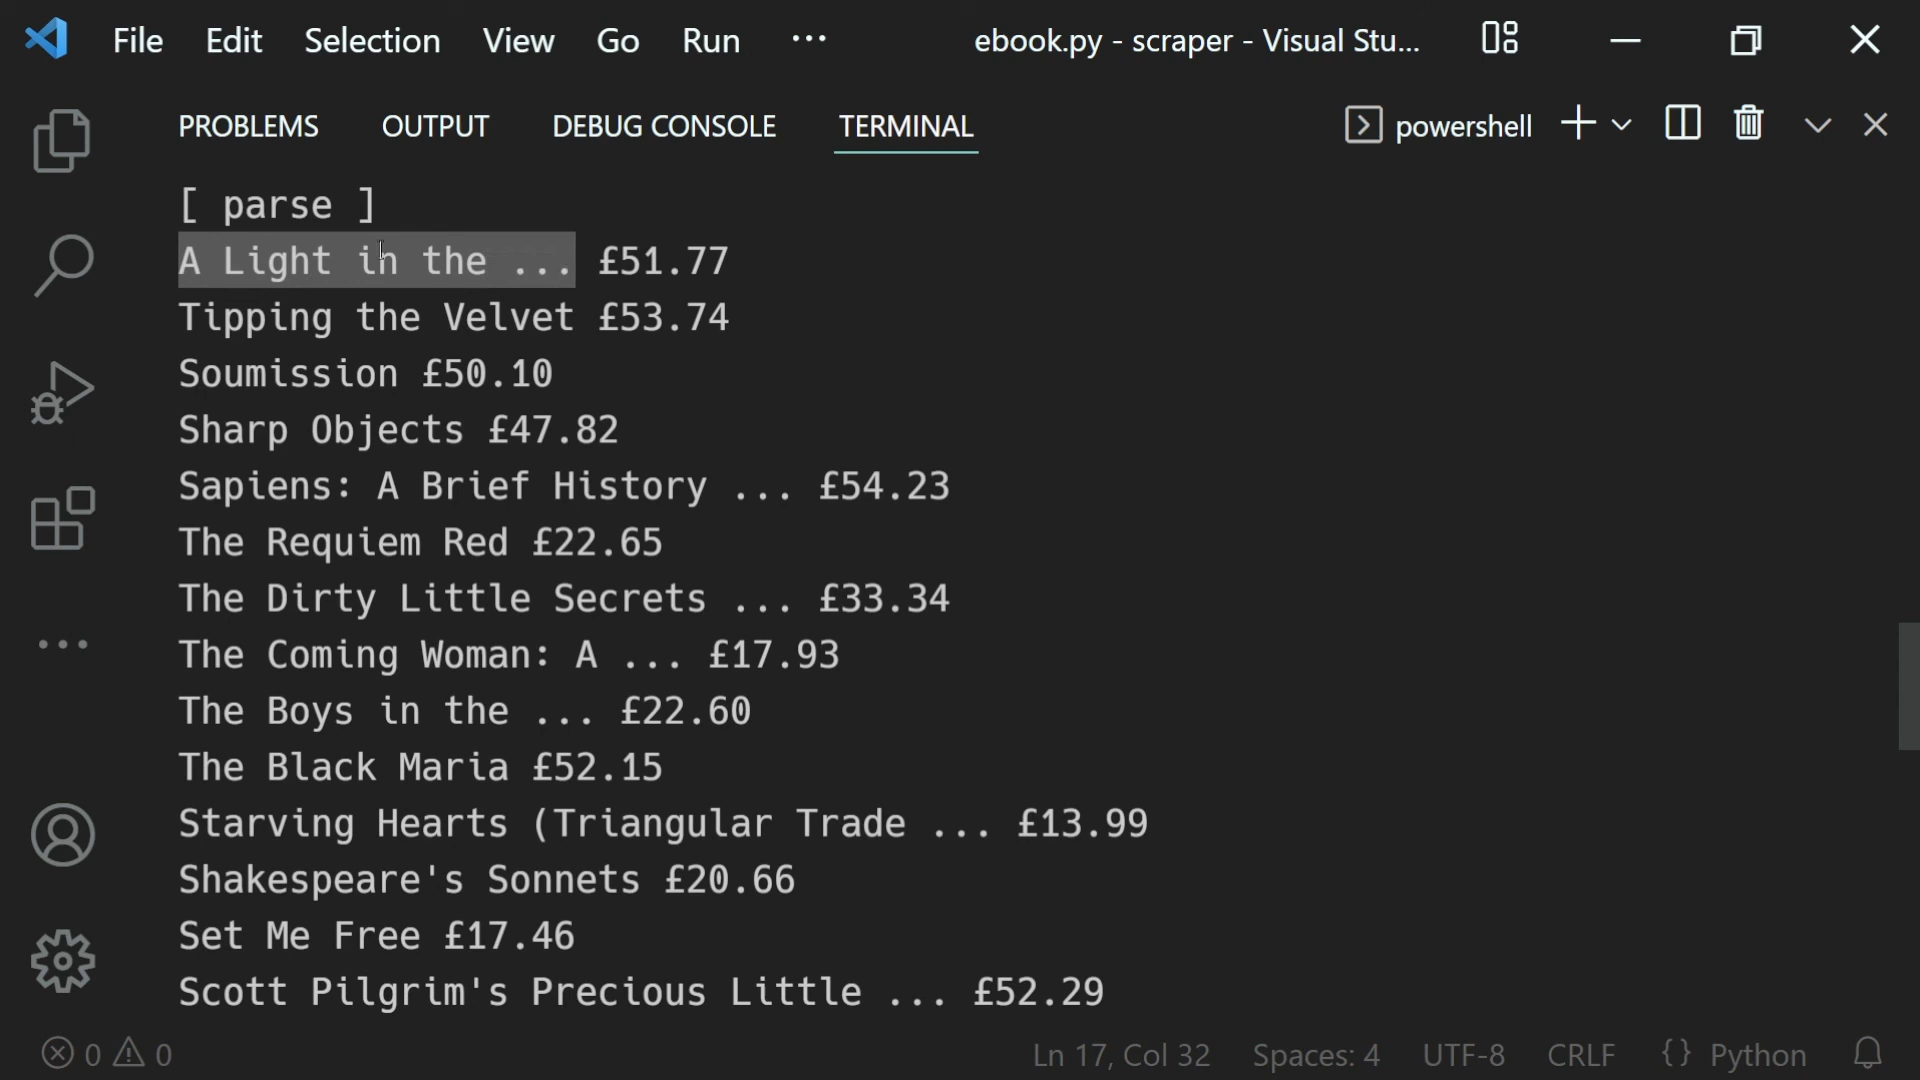 File Edit Selection View Go Run ··· ebook.py - scraper - Visual Stu...
PROBLEMS OUTPUT DEBUG CONSOLE TERMINAL powershell
[ parse ]
A Light in the ... £51.77
Tipping the Velvet £53.74
Soumission £50.10
Sharp Objects £47.82
Sapiens: A Brief History ... £54.23
The Requiem Red £22.65
The Dirty Little Secrets ... £33.34
The Coming Woman: A ... £17.93
The Boys in the ... £22.60
The Black Maria £52.15
Starving Hearts (Triangular Trade ... £13.99
Shakespeare's Sonnets £20.66
Set Me Free £17.46
Scott Pilgrim's Precious Little ... £52.29
0 0 Ln 17, Col 32 Spaces: 4 UTF-8 CRLF {} Python